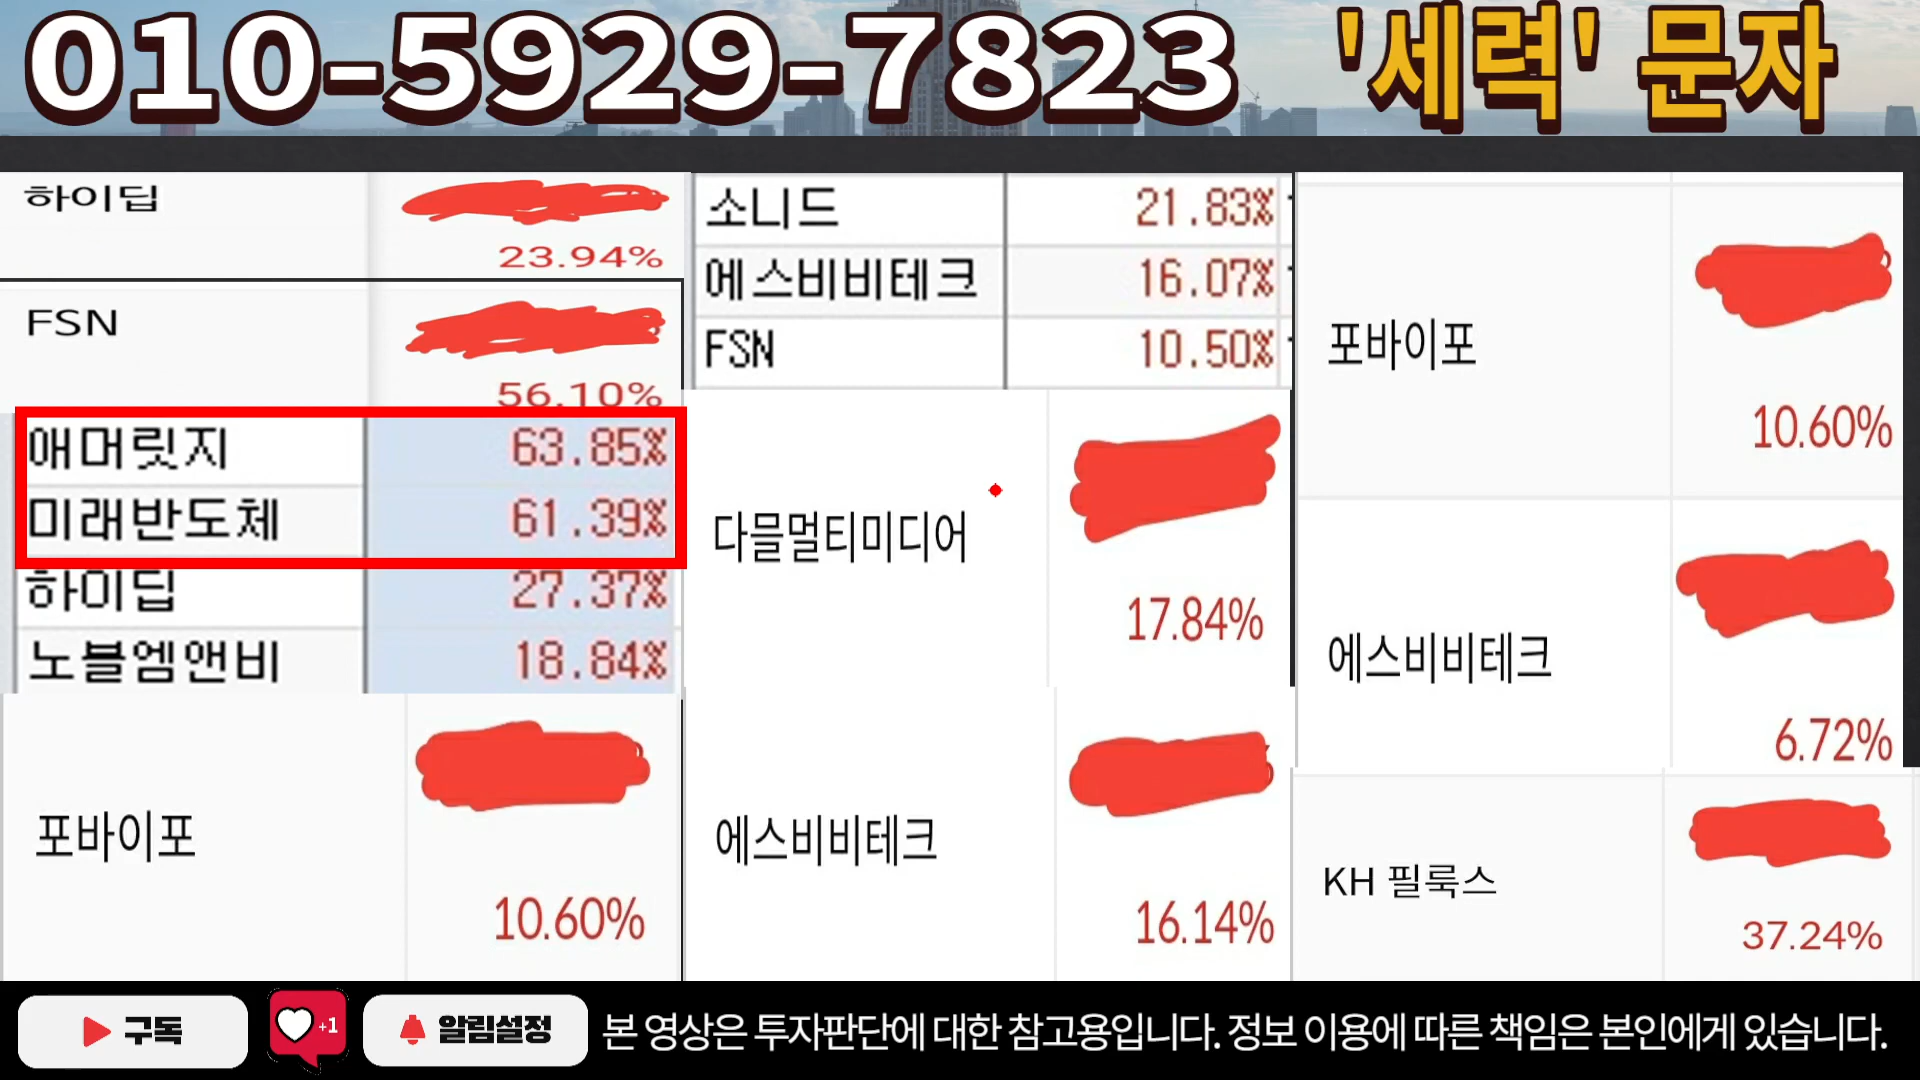 010-5929-7823 '세력' 문자
하이딥
23.94%
FSN
56.10%
애머릿지 63.85%
미래반도체 61.39%
하이딥 27.37%
노블엠앤비 18.84%
포바이포
10.60%
소니드 21.83%
에스비비테크 16.07%
FSN 10.50%
다믈멀티미디어
17.84%
에스비비테크
16.14%
포바이포
10.60%
에스비비테크
6.72%
KH 필룩스
37.24%
구독 +1 알림설정 본 영상은 투자판단에 대한 참고용입니다. 정보 이용에 따른 책임은 본인에게 있습니다.